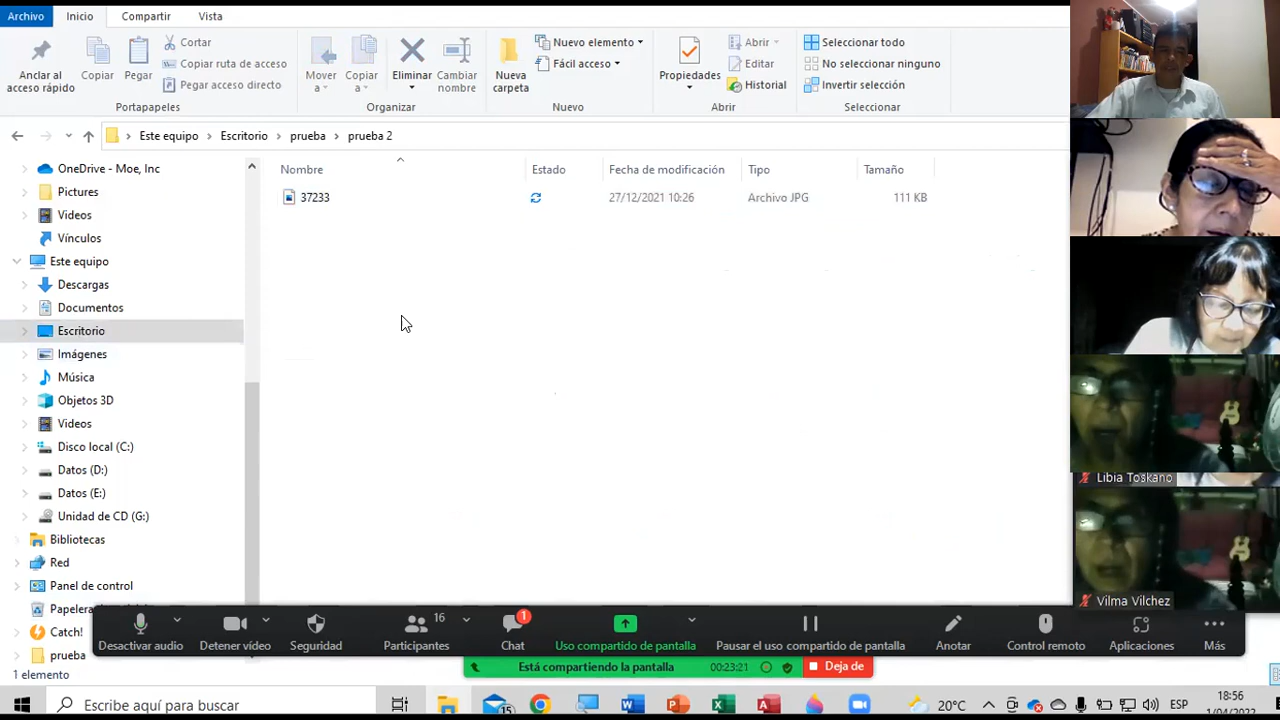 Archivo Inicio Compartir Vista
Anclar al acceso rápido
Copiar
Pegar
Cortar
Copiar ruta de acceso
Pegar acceso directo
Portapapeles
Mover a
Copiar a
Eliminar
Cambiar nombre
Organizar
Nueva carpeta
Nuevo elemento
Fácil acceso
Nuevo
Propiedades
Abrir
Editar
Historial
Abrir
Seleccionar todo
No seleccionar ninguno
Invertir selección
Seleccionar
Este equipo > Escritorio > prueba > prueba 2
Nombre Estado Fecha de modificación Tipo Tamaño
37233 27/12/2021 10:26 Archivo JPG 111 KB
OneDrive - Moe, Inc
Pictures
Videos
Vínculos
Este equipo
Descargas
Documentos
Escritorio
Imágenes
Música
Objetos 3D
Videos
Disco local (C:)
Datos (D:)
Datos (E:)
Unidad de CD (G:)
Bibliotecas
Red
Panel de control
Catch!
prueba
1 elemento
Libia Toskano
Vilma Vilchez
Desactivar audio
Detener video
Seguridad
16
Participantes
1
Chat
Uso compartido de pantalla
Pausar el uso compartido de pantalla
Anotar
Control remoto
Aplicaciones
Más
Está compartiendo la pantalla 00:23:21 Deja de
Escribe aquí para buscar
15
20°C
ESP
18:56
1/04/2022